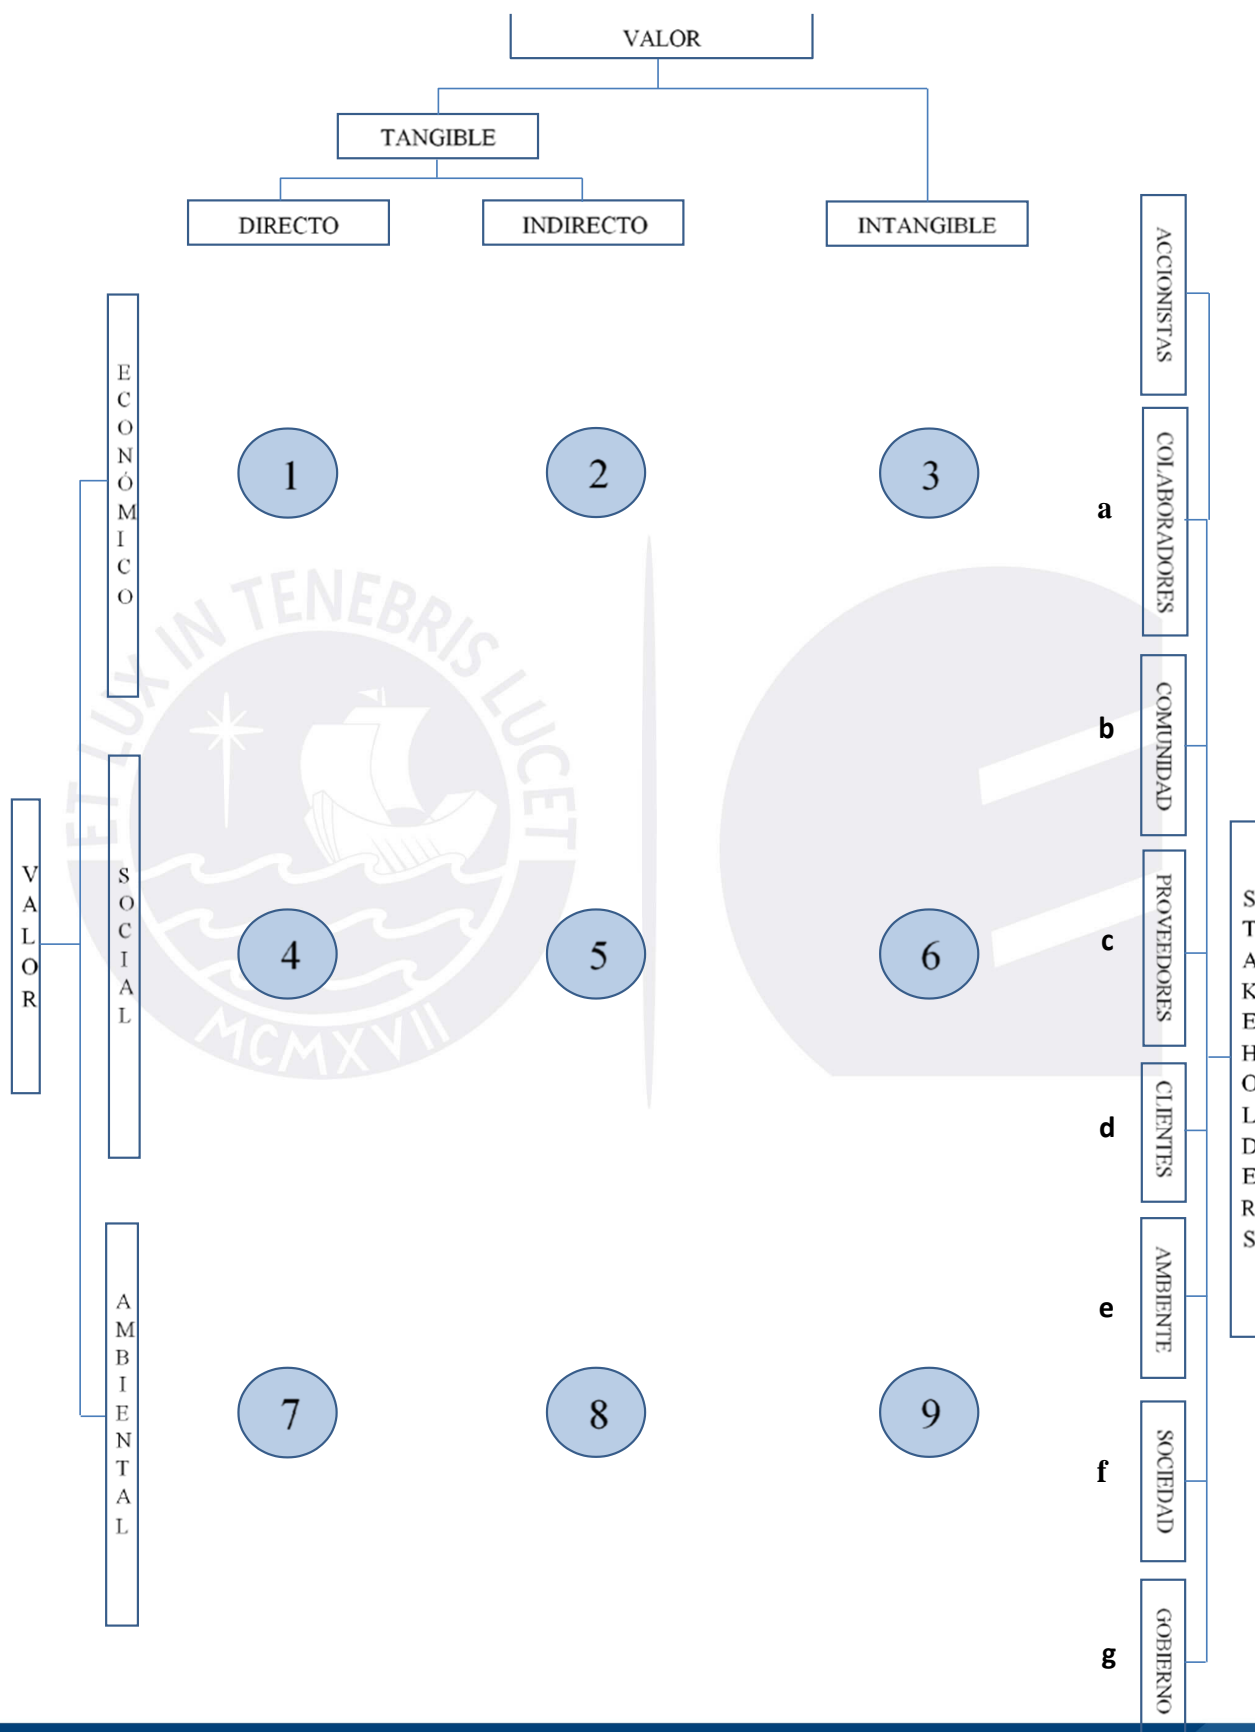 VALOR
TANGIBLE
DIRECTO
INDIRECTO
INTANGIBLE
ECONÓMICO
1
2
3
ACCIONISTAS
a
COLABORADORES
b
COMUNIDAD
VALOR
SOCIAL
4
5
6
c
PROVEEDORES
d
CLIENTES
STAKEHOLDERS
AMBIENTAL
7
8
9
e
AMBIENTE
f
SOCIEDAD
g
GOBIERNO
ET LUX IN TENEBRIS LUCET
MCMXVII